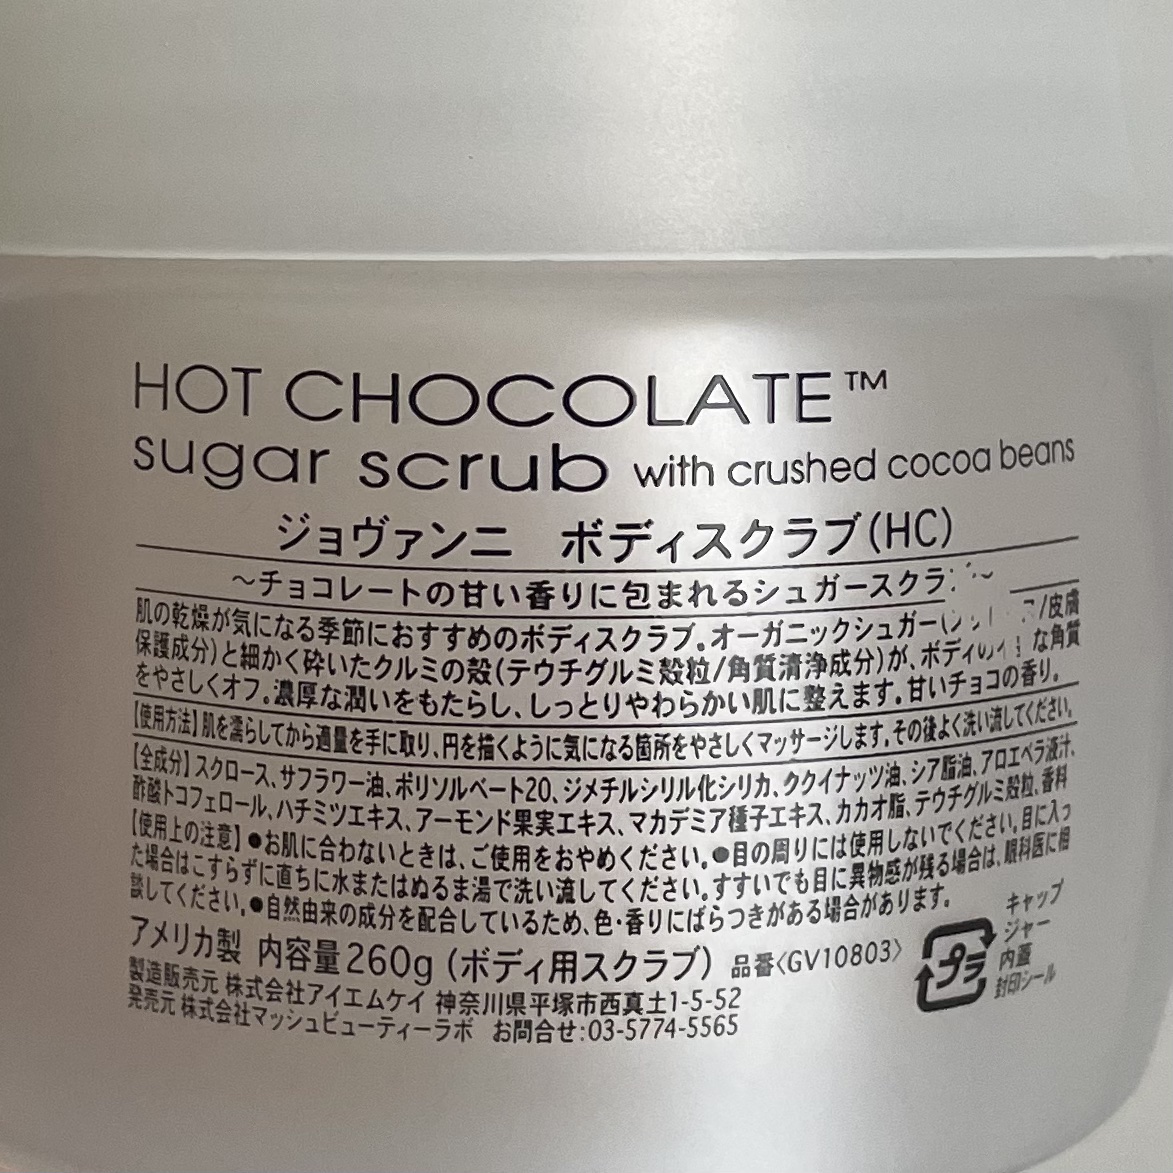 HOT CHOCOLATE™
sugar scrub with crushed cocoa beans
ジョヴァンニ ボディスクラブ(HC)
～チョコレートの甘い香りに包まれるシュガースクラ
肌の乾燥が気になる季節におすすめのボディスクラブ。オーガニックシュガー( /皮膚
保護成分)と細かく砕いたクルミの殻(テウチグルミ殻粒/角質清浄成分)が、ボディの な角質
をやさしくオフ。濃厚な潤いをもたらし、しっとりやわらかい肌に整えます。甘いチョコの香り。
【使用方法】肌を濡らしてから適量を手に取り、円を描くように気になる箇所をやさしくマッサージします。その後よく洗い流してください。
【全成分】スクロース、サフラワー油、ポリソルベート20、ジメチルシリル化シリカ、ククイナッツ油、シア脂油、アロエベラ液汁、
酢酸トコフェロール、ハチミツエキス、アーモンド果実エキス、マカデミア種子エキス、カカオ脂、テウチグルミ殻粒、香料
【使用上の注意】●お肌に合わないときは、ご使用をおやめください。●目の周りには使用しないでください。目に入っ
た場合はこすらずに直ちに水またはぬるま湯で洗い流してください。すすいでも目に異物感が残る場合は、眼科医に相
談してください。●自然由来の成分を配合しているため、色・香りにばらつきがある場合があります。
アメリカ製 内容量260g(ボディ用スクラブ) 品番〈GV10803〉
製造販売元 株式会社アイエムケイ 神奈川県平塚市西真土1-5-52
発売元 株式会社マッシュビューティーラボ お問合せ:03-5774-5565
プラ
キャップ
ジャー
内蓋
封印シール